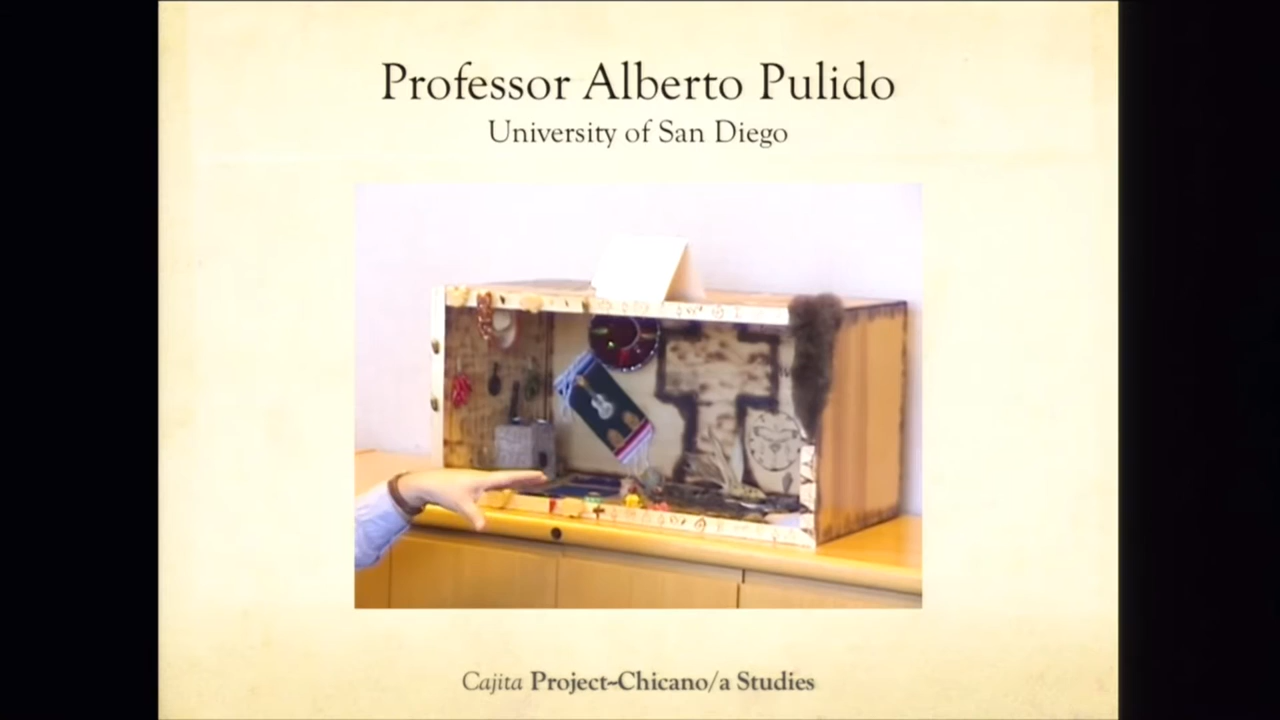 Professor Alberto Pulido
University of San Diego
Cajita Project~Chicano/a Studies